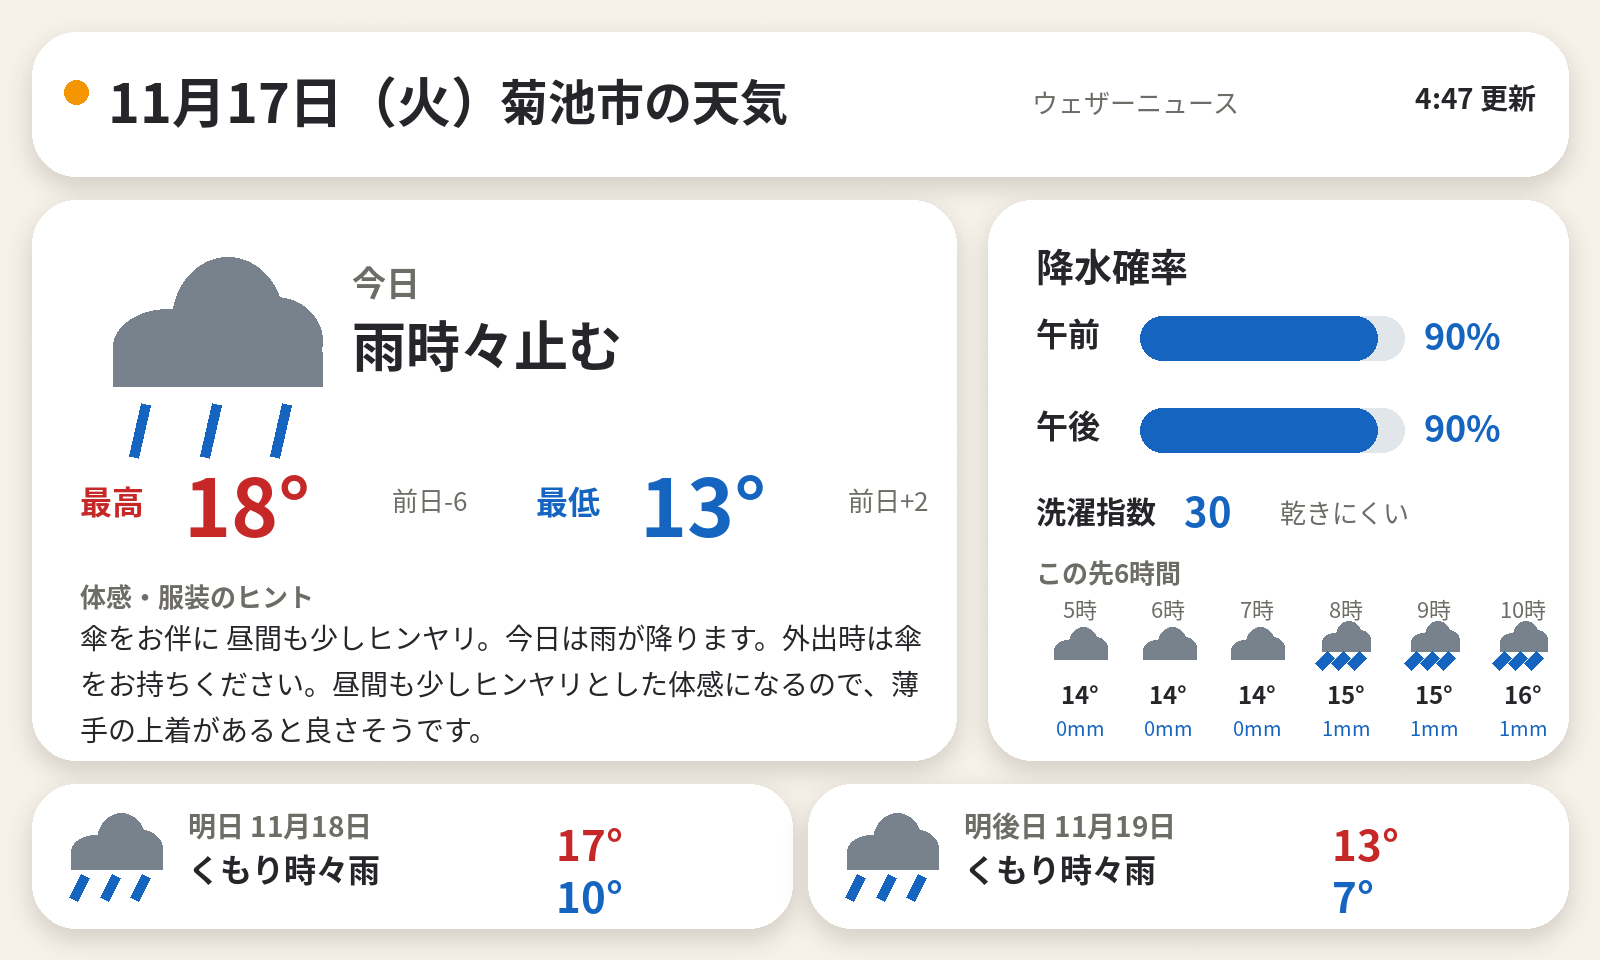 11月17日（火）菊池市の天気
ウェザーニュース
4:47 更新
今日
雨時々止む
最高 18° 前日-6 最低 13° 前日+2
体感・服装のヒント
傘をお伴に 昼間も少しヒンヤリ。今日は雨が降ります。外出時は傘
をお持ちください。昼間も少しヒンヤリとした体感になるので、薄
手の上着があると良さそうです。
降水確率
午前 90%
午後 90%
洗濯指数 30 乾きにくい
この先6時間
5時 6時 7時 8時 9時 10時
14° 14° 14° 15° 15° 16°
0mm 0mm 0mm 1mm 1mm 1mm
明日 11月18日
くもり時々雨
17°
10°
明後日 11月19日
くもり時々雨
13°
7°